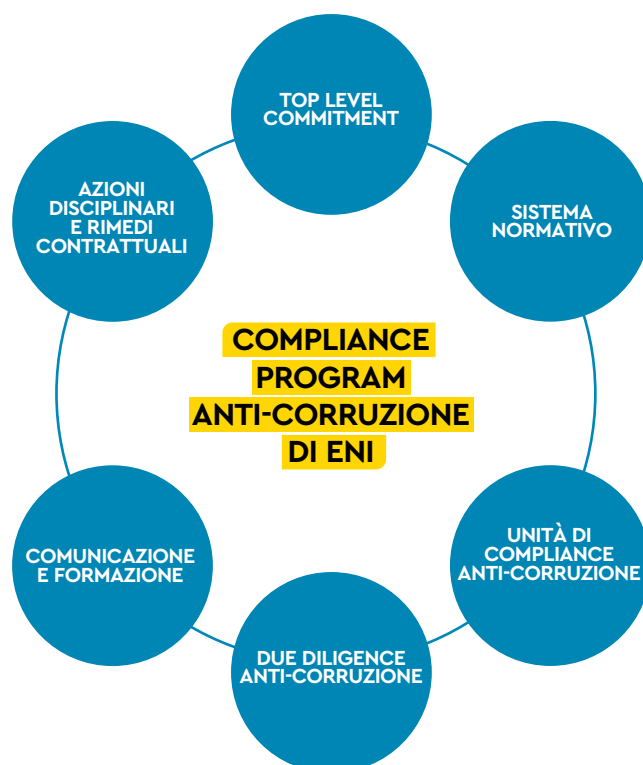 TOP LEVEL
COMMITMENT
SISTEMA
NORMATIVO
UNITÀ DI
COMPLIANCE
ANTI-CORRUZIONE
DUE DILIGENCE
ANTI-CORRUZIONE
COMUNICAZIONE
E FORMAZIONE
AZIONI
DISCIPLINARI
E RIMEDI
CONTRATTUALI
COMPLIANCE
PROGRAM
ANTI-CORRUZIONE
DI ENI